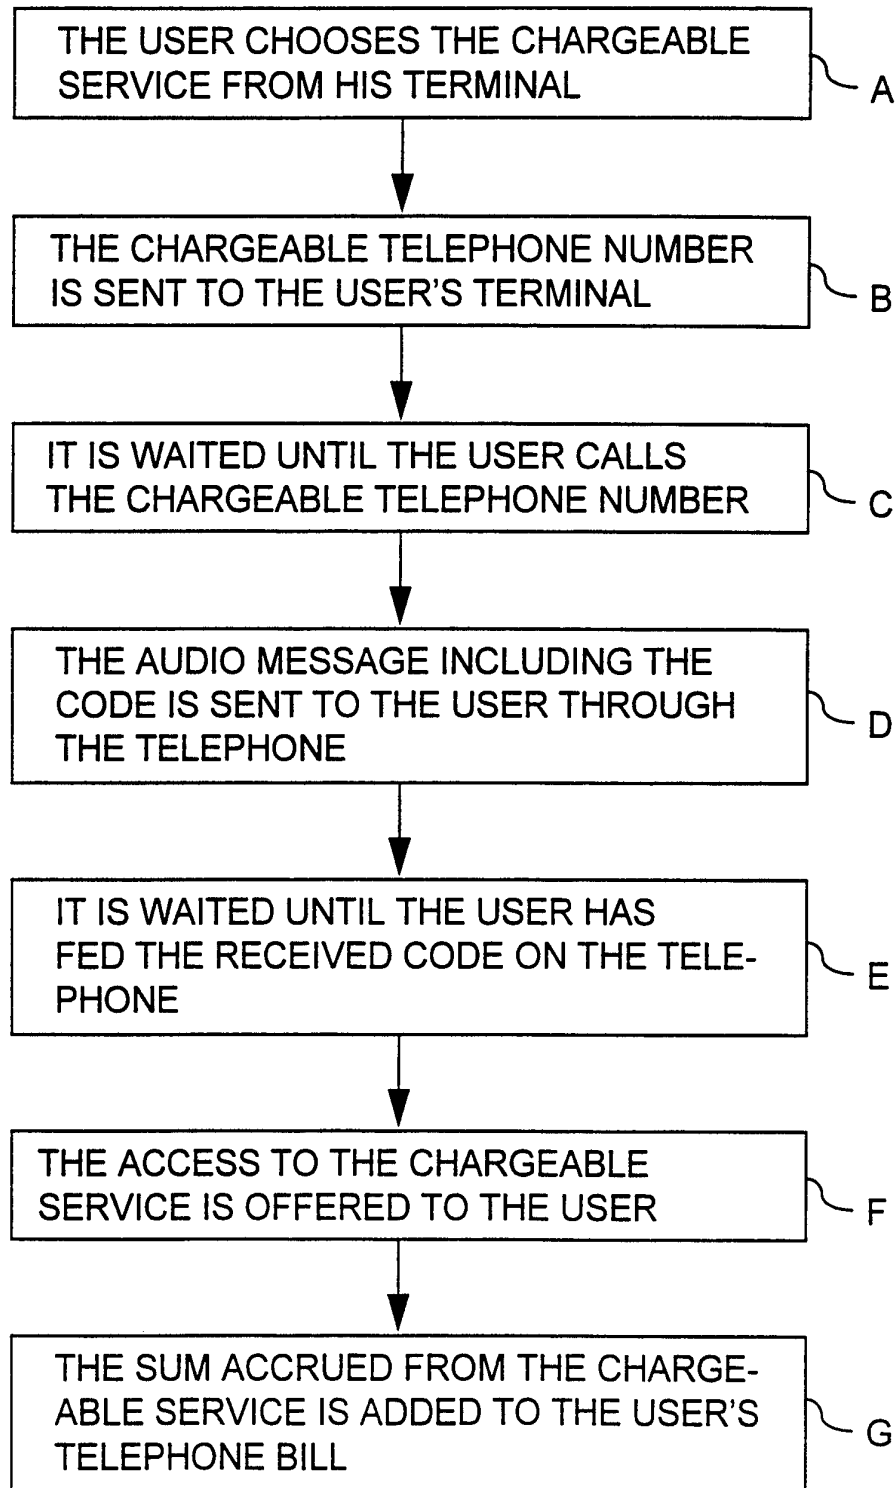 THE USER CHOOSES THE CHARGEABLE
SERVICE FROM HIS TERMINAL
A
THE CHARGEABLE TELEPHONE NUMBER
IS SENT TO THE USER'S TERMINAL
B
IT IS WAITED UNTIL THE USER CALLS
THE CHARGEABLE TELEPHONE NUMBER
C
THE AUDIO MESSAGE INCLUDING THE
CODE IS SENT TO THE USER THROUGH
THE TELEPHONE
D
IT IS WAITED UNTIL THE USER HAS
FED THE RECEIVED CODE ON THE TELE-
PHONE
E
THE ACCESS TO THE CHARGEABLE
SERVICE IS OFFERED TO THE USER
F
THE SUM ACCRUED FROM THE CHARGE-
ABLE SERVICE IS ADDED TO THE USER'S
TELEPHONE BILL
G